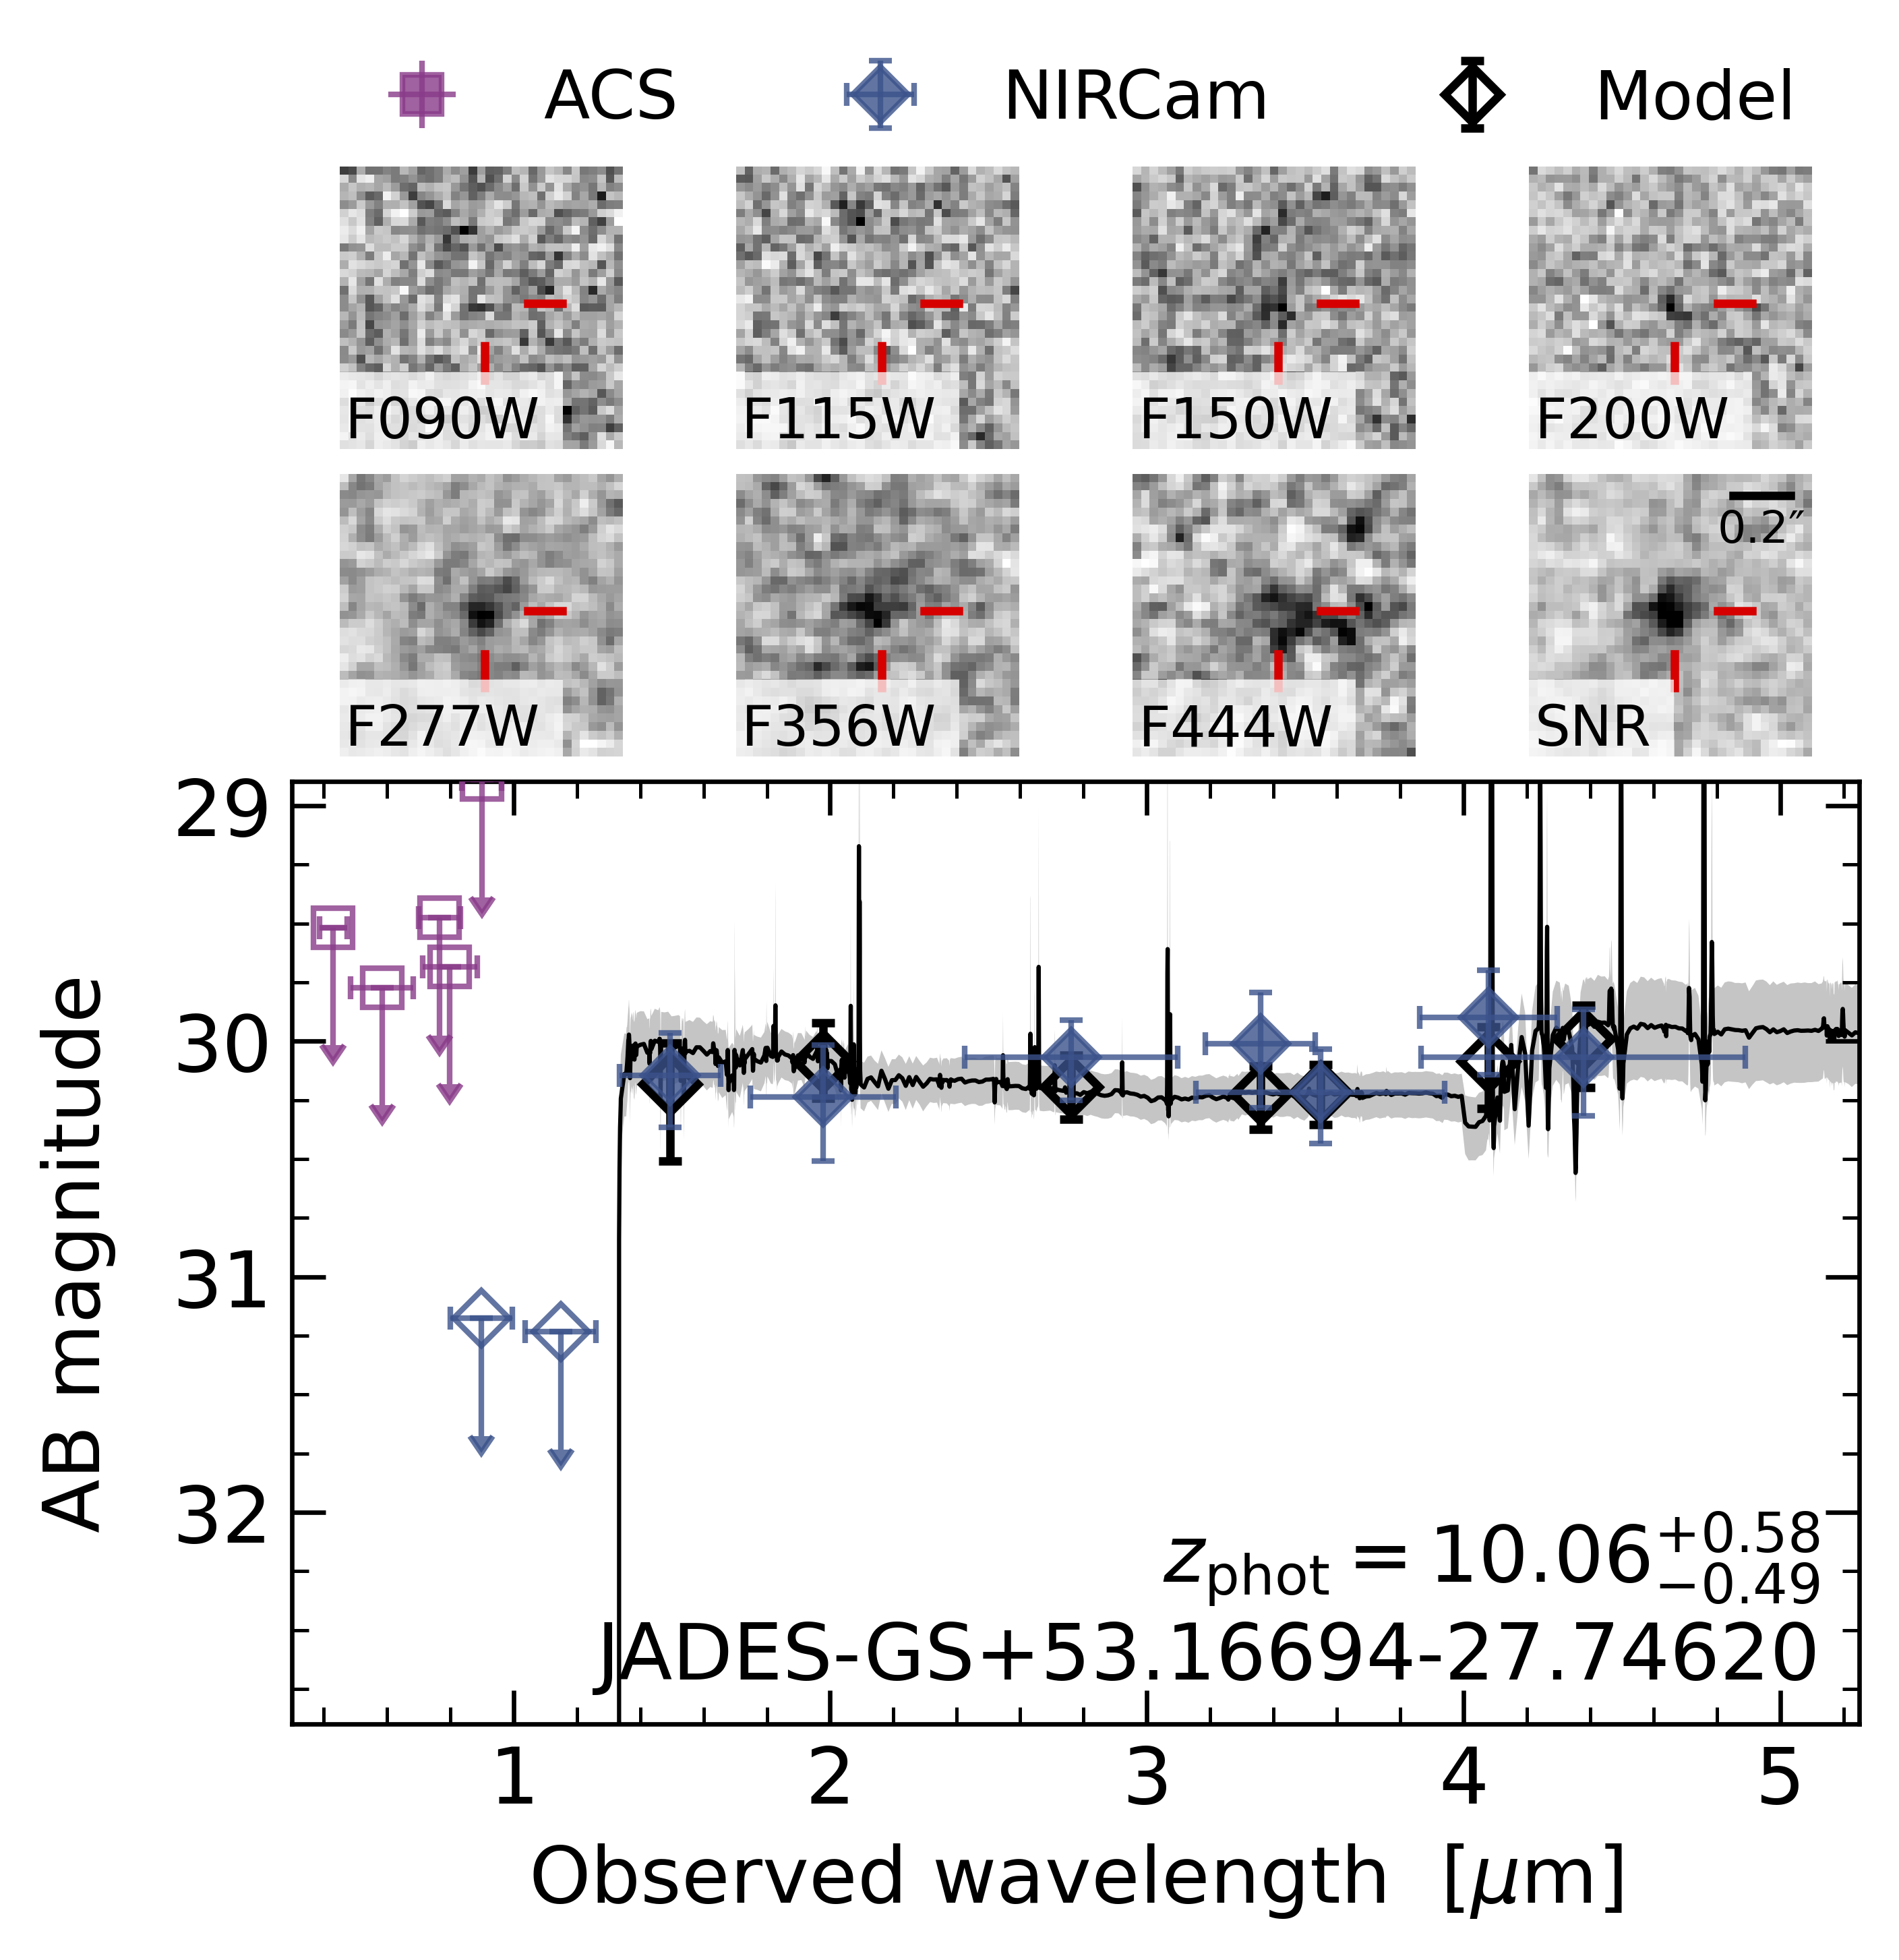 ACS NIRCam Model
F090W F115W F150W F200W
0.2″
F277W F356W F444W SNR
29
30
31
32
AB magnitude
z_phot = 10.06 +0.58 −0.49
JADES-GS+53.16694-27.74620
1 2 3 4 5
Observed wavelength [μm]